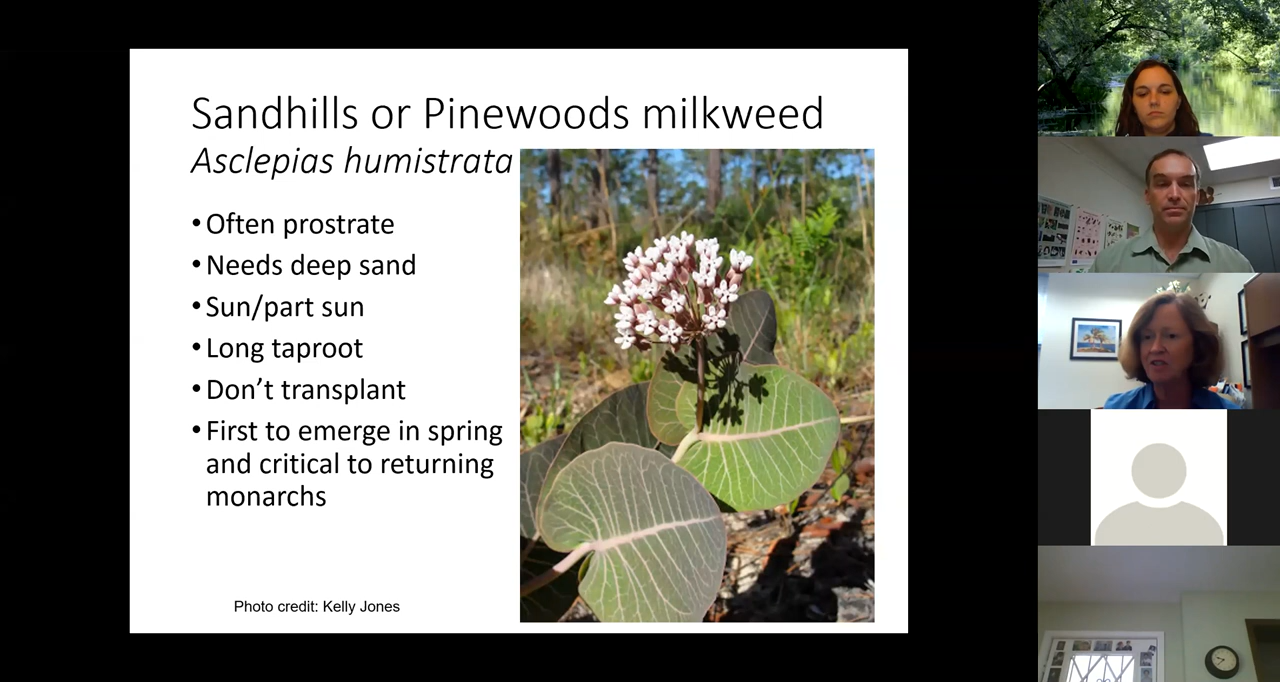 Sandhills or Pinewoods milkweed
Asclepias humistrata
•Often prostrate
•Needs deep sand
•Sun/part sun
•Long taproot
•Don’t transplant
•First to emerge in spring
and critical to returning
monarchs
Photo credit: Kelly Jones